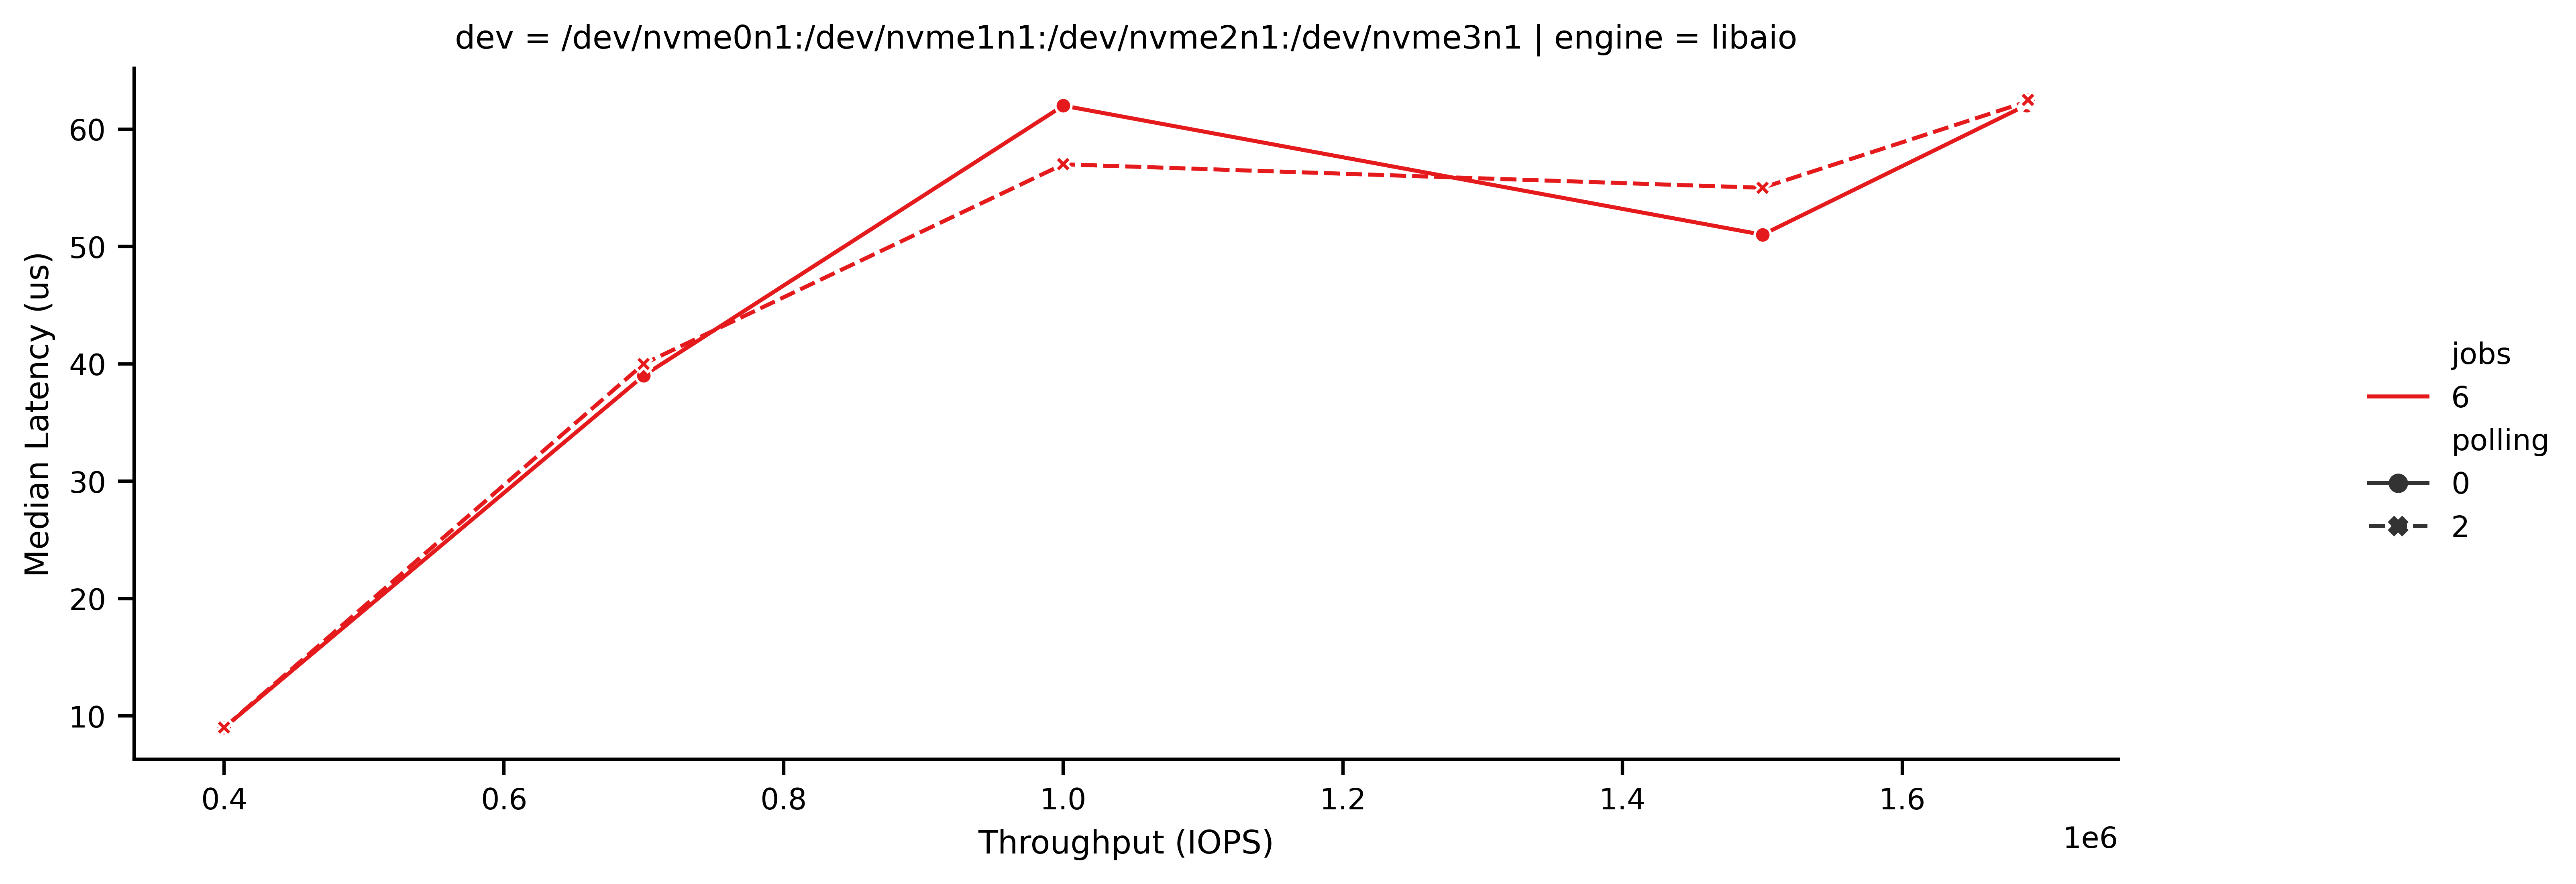 dev = /dev/nvme0n1:/dev/nvme1n1:/dev/nvme2n1:/dev/nvme3n1 | engine = libaio
Median Latency (us)
60
50
40
30
20
10
0.4 0.6 0.8 1.0 1.2 1.4 1.6
1e6
Throughput (IOPS)
jobs
6
polling
0
2